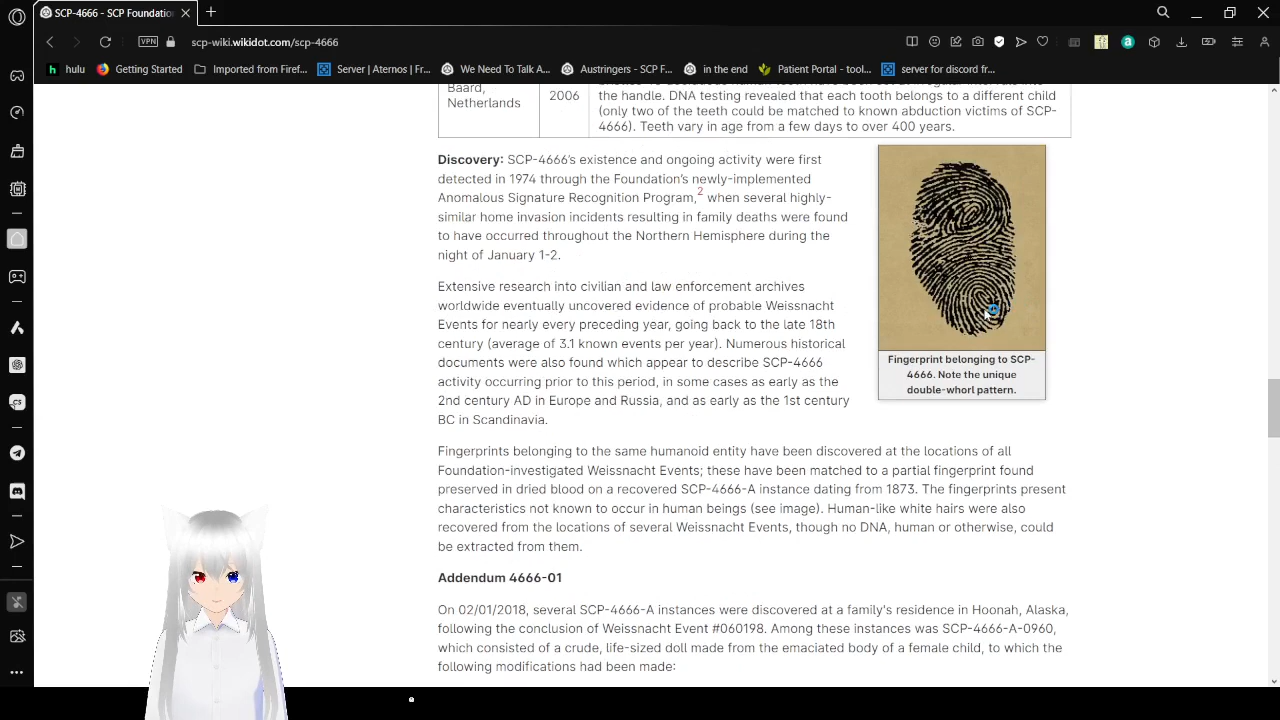 SCP-4666 - SCP Foundatio
VPN
scp-wiki.wikidot.com/scp-4666
hulu
Getting Started
Imported from Firef...
Server | Aternos | Fr...
We Need To Talk A...
Austringers - SCP F...
in the end
Patient Portal - tool...
server for discord fr...
Baard,
Netherlands
2006
the handle. DNA testing revealed that each tooth belongs to a different child
(only two of the teeth could be matched to known abduction victims of SCP-
4666). Teeth vary in age from a few days to over 400 years.
Discovery: SCP-4666's existence and ongoing activity were first
detected in 1974 through the Foundation's newly-implemented
Anomalous Signature Recognition Program,2 when several highly-
similar home invasion incidents resulting in family deaths were found
to have occurred throughout the Northern Hemisphere during the
night of January 1-2.
Extensive research into civilian and law enforcement archives
worldwide eventually uncovered evidence of probable Weissnacht
Events for nearly every preceding year, going back to the late 18th
century (average of 3.1 known events per year). Numerous historical
documents were also found which appear to describe SCP-4666
activity occurring prior to this period, in some cases as early as the
2nd century AD in Europe and Russia, and as early as the 1st century
BC in Scandinavia.
Fingerprint belonging to SCP-
4666. Note the unique
double-whorl pattern.
Fingerprints belonging to the same humanoid entity have been discovered at the locations of all
Foundation-investigated Weissnacht Events; these have been matched to a partial fingerprint found
preserved in dried blood on a recovered SCP-4666-A instance dating from 1873. The fingerprints present
characteristics not known to occur in human beings (see image). Human-like white hairs were also
recovered from the locations of several Weissnacht Events, though no DNA, human or otherwise, could
be extracted from them.
Addendum 4666-01
On 02/01/2018, several SCP-4666-A instances were discovered at a family's residence in Hoonah, Alaska,
following the conclusion of Weissnacht Event #060198. Among these instances was SCP-4666-A-0960,
which consisted of a crude, life-sized doll made from the emaciated body of a female child, to which the
following modifications had been made: